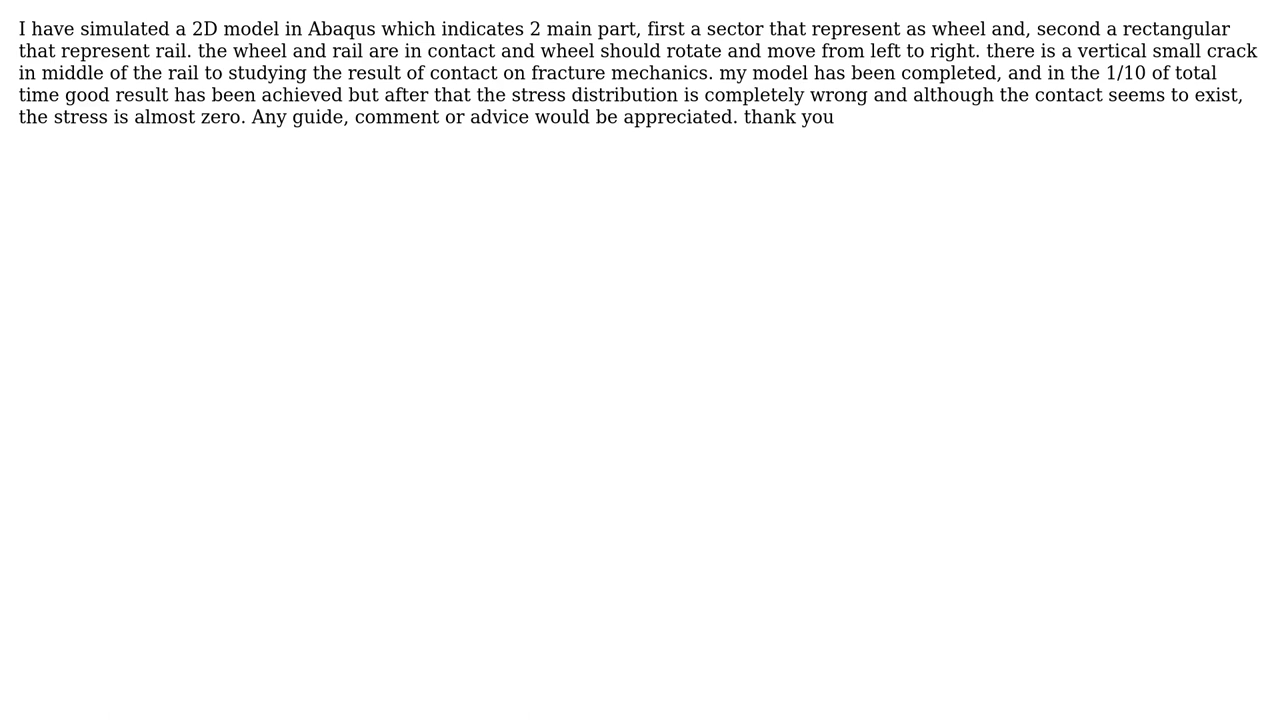 I have simulated a 2D model in Abaqus which indicates 2 main part, first a sector that represent as wheel and, second a rectangular
that represent rail. the wheel and rail are in contact and wheel should rotate and move from left to right. there is a vertical small crack
in middle of the rail to studying the result of contact on fracture mechanics. my model has been completed, and in the 1/10 of total
time good result has been achieved but after that the stress distribution is completely wrong and although the contact seems to exist,
the stress is almost zero. Any guide, comment or advice would be appreciated. thank you